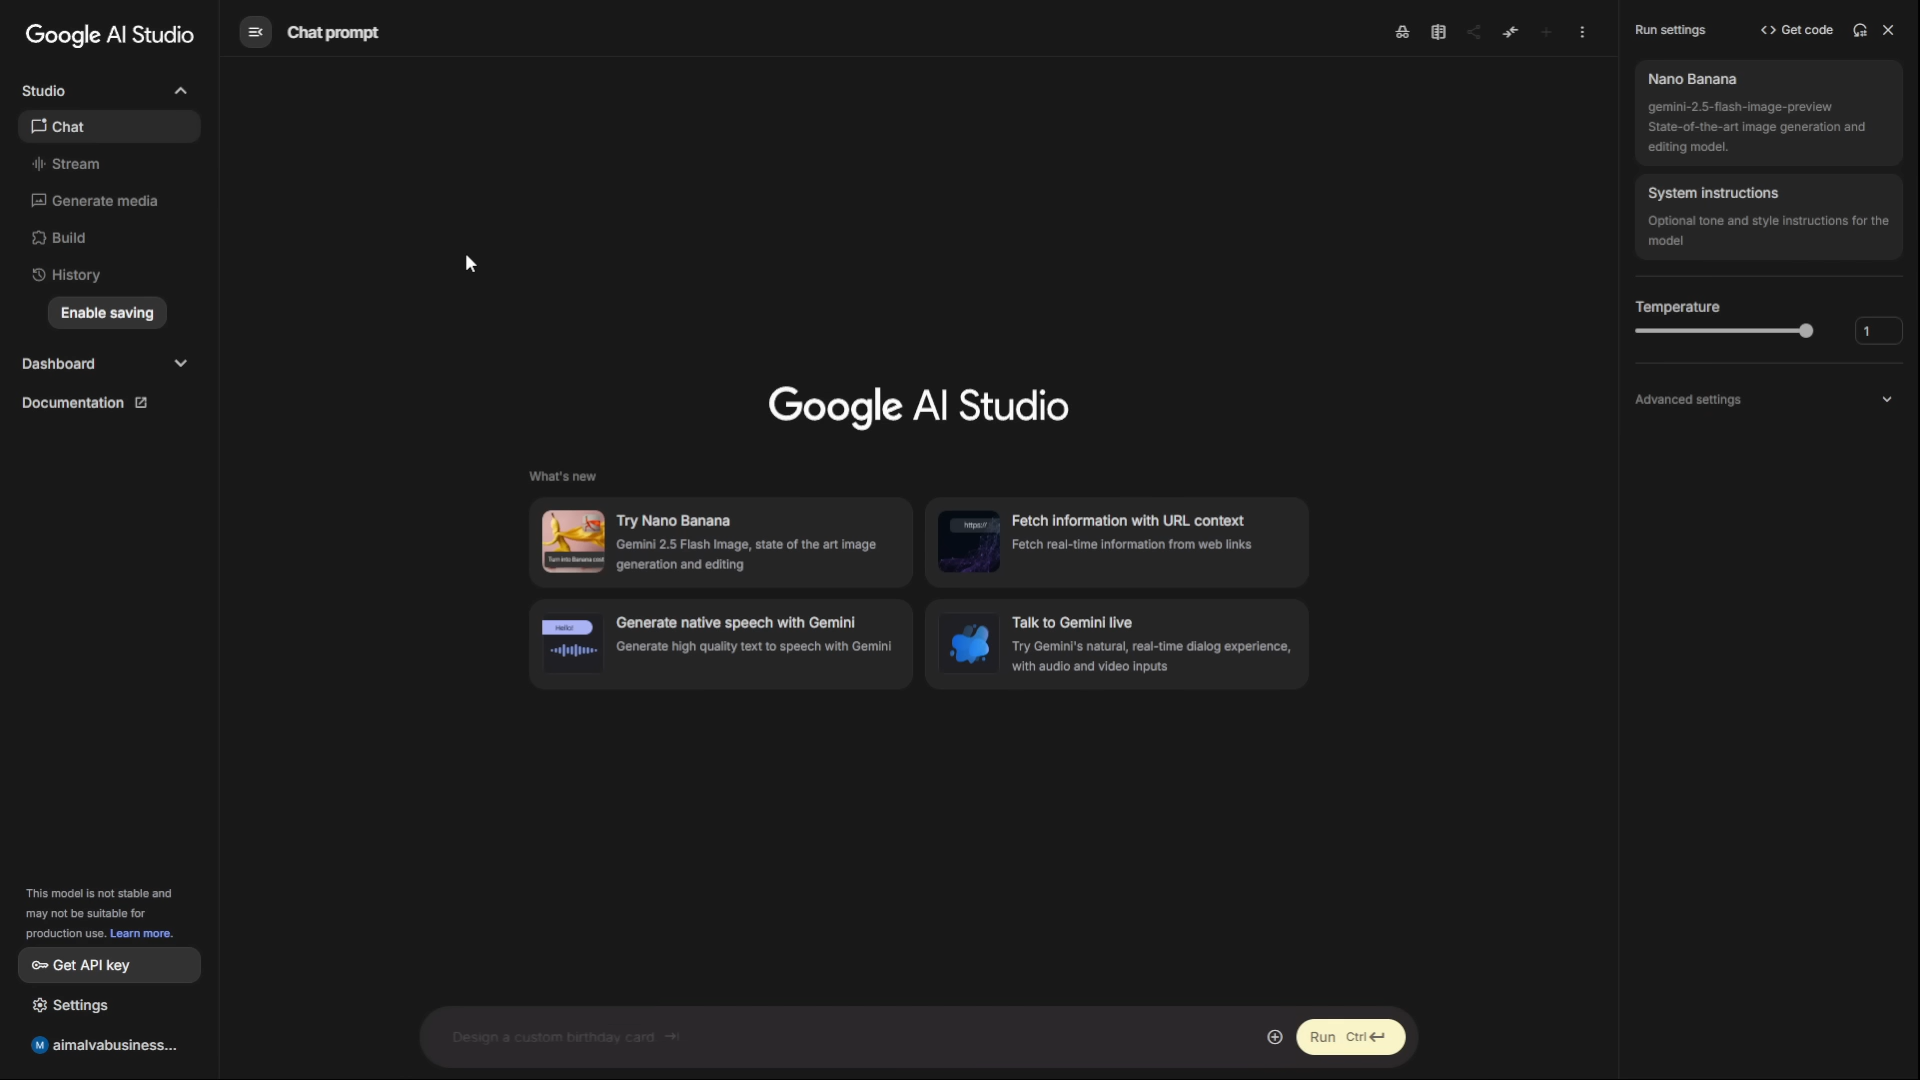 Google AI Studio
Studio
Chat
Stream
Generate media
Build
History
Enable saving
Dashboard
Documentation
This model is not stable and
may not be suitable for
production use. Learn more.
Get API key
Settings
M aimalvabusiness...
Chat prompt
Google AI Studio
What's new
Turn into Banana cost
Try Nano Banana
Gemini 2.5 Flash Image, state of the art image
generation and editing
https://
Fetch information with URL context
Fetch real-time information from web links
Hello!
Generate native speech with Gemini
Generate high quality text to speech with Gemini
Talk to Gemini live
Try Gemini's natural, real-time dialog experience,
with audio and video inputs
Design a custom birthday card
Run Ctrl
Run settings
<> Get code
Nano Banana
gemini-2.5-flash-image-preview
State-of-the-art image generation and
editing model.
System instructions
Optional tone and style instructions for the
model
Temperature
1
Advanced settings